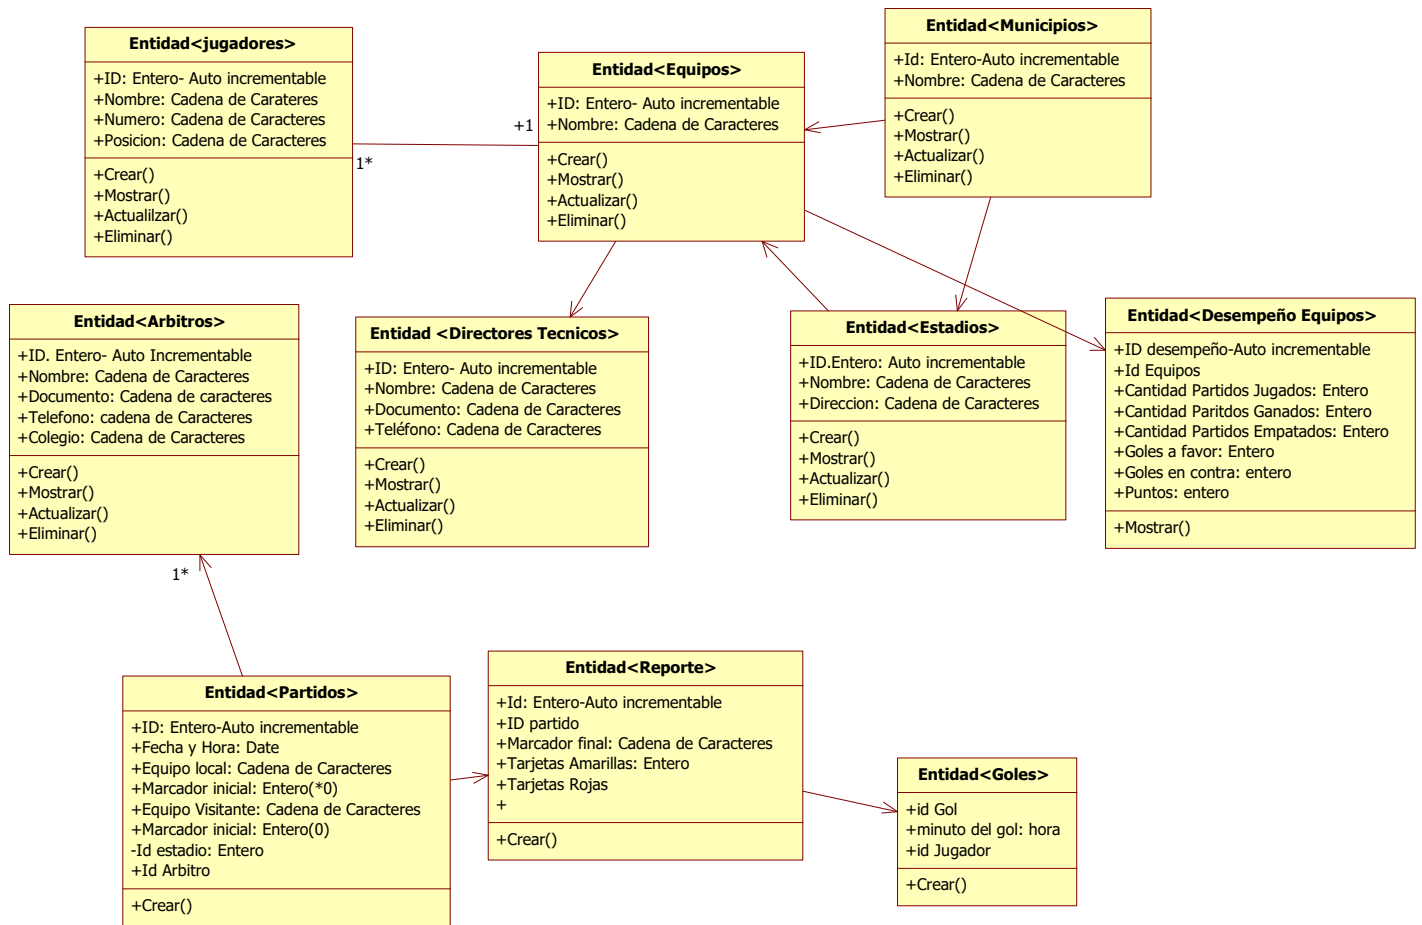 Entidad<jugadores>
+ID: Entero- Auto incrementable
+Nombre: Cadena de Carateres
+Numero: Cadena de Caracteres
+Posicion: Cadena de Caracteres
+Crear()
+Mostrar()
+Actualilzar()
+Eliminar()
1*
+1
Entidad<Equipos>
+ID: Entero- Auto incrementable
+Nombre: Cadena de Caracteres
+Crear()
+Mostrar()
+Actualizar()
+Eliminar()
Entidad<Municipios>
+Id: Entero-Auto incrementable
+Nombre: Cadena de Caracteres
+Crear()
+Mostrar()
+Actualizar()
+Eliminar()
Entidad<Arbitros>
+ID. Entero- Auto Incrementable
+Nombre: Cadena de Caracteres
+Documento: Cadena de caracteres
+Telefono: cadena de Caracteres
+Colegio: Cadena de Caracteres
+Crear()
+Mostrar()
+Actualizar()
+Eliminar()
1*
Entidad <Directores Tecnicos>
+ID: Entero- Auto incrementable
+Nombre: Cadena de Caracteres
+Documento: Cadena de Caracteres
+Teléfono: Cadena de Caracteres
+Crear()
+Mostrar()
+Actualizar()
+Eliminar()
Entidad<Estadios>
+ID.Entero: Auto incrementable
+Nombre: Cadena de Caracteres
+Direccion: Cadena de Caracteres
+Crear()
+Mostrar()
+Actualizar()
+Eliminar()
Entidad<Desempeño Equipos>
+ID desempeño-Auto incrementable
+Id Equipos
+Cantidad Partidos Jugados: Entero
+Cantidad Paritdos Ganados: Entero
+Cantidad Partidos Empatados: Entero
+Goles a favor: Entero
+Goles en contra: entero
+Puntos: entero
+Mostrar()
Entidad<Partidos>
+ID: Entero-Auto incrementable
+Fecha y Hora: Date
+Equipo local: Cadena de Caracteres
+Marcador inicial: Entero(*0)
+Equipo Visitante: Cadena de Caracteres
+Marcador inicial: Entero(0)
-Id estadio: Entero
+Id Arbitro
+Crear()
Entidad<Reporte>
+Id: Entero-Auto incrementable
+ID partido
+Marcador final: Cadena de Caracteres
+Tarjetas Amarillas: Entero
+Tarjetas Rojas
+
+Crear()
Entidad<Goles>
+id Gol
+minuto del gol: hora
+id Jugador
+Crear()